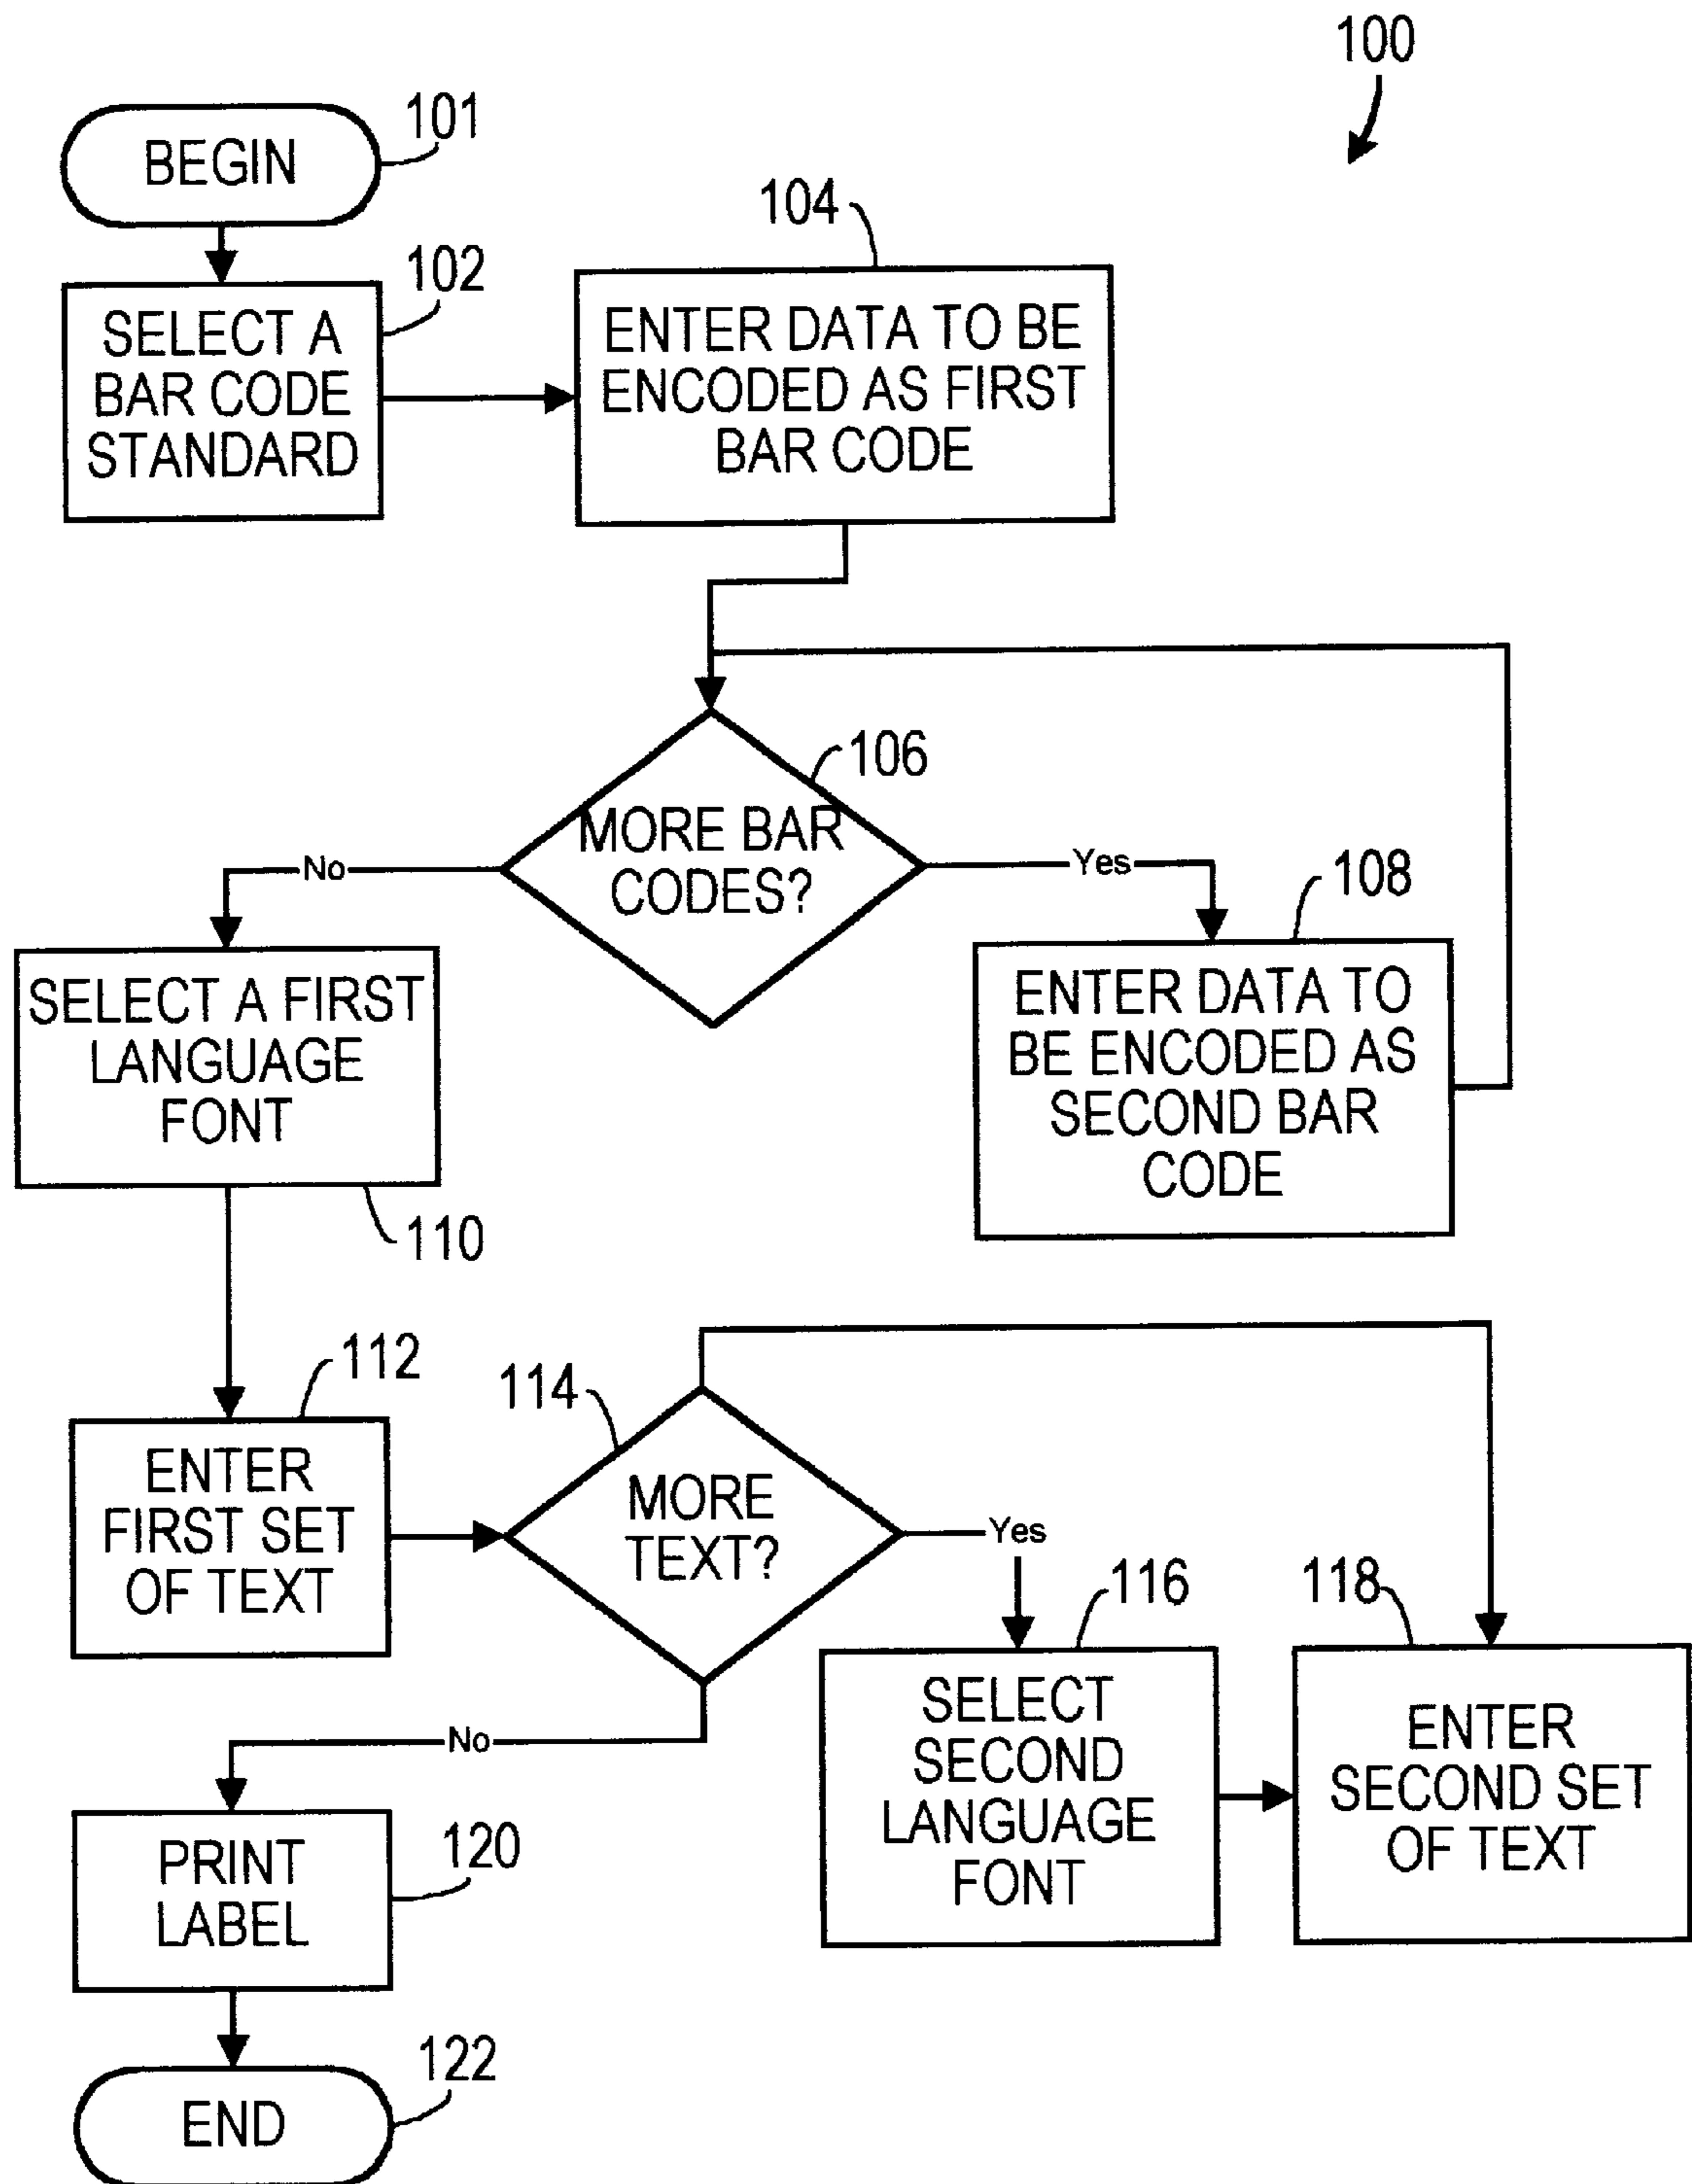 100
101
BEGIN
102
SELECT A
BAR CODE
STANDARD
104
ENTER DATA TO BE
ENCODED AS FIRST
BAR CODE
106
MORE BAR
CODES?
No
Yes
108
ENTER DATA TO
BE ENCODED AS
SECOND BAR
CODE
SELECT A FIRST
LANGUAGE
FONT
110
112
ENTER
FIRST SET
OF TEXT
114
MORE
TEXT?
Yes
116
SELECT
SECOND
LANGUAGE
FONT
118
ENTER
SECOND SET
OF TEXT
No
PRINT
LABEL
120
END
122